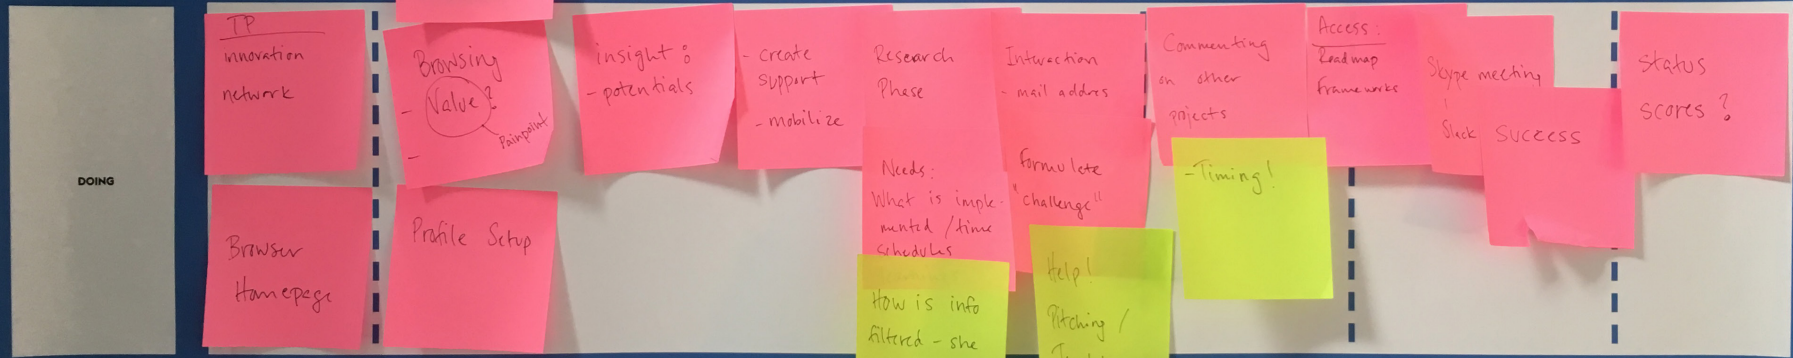 DOING
TP
innovation
network
Browser
Homepage
Browsing
- Value?
Painpoint
-
Profile Setup
insight:
- potentials
- create
support
- mobilize
Research
Phase
Needs:
What is imple-
mented / time
schedules
How is info
filtered - she
Interaction
- mail addres
formulete
"challenge"
Help!
Pitching /
Commenting
on other
projects
- Timing!
Access:
Roadmap
Frameworks
Skype meeting
Slack
Success
Status
scores?